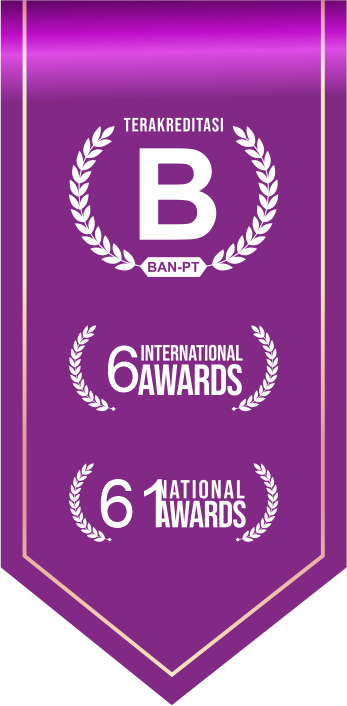 TERAKREDITASI
B
BAN-PT
6 INTERNATIONAL
AWARDS
61 NATIONAL
AWARDS